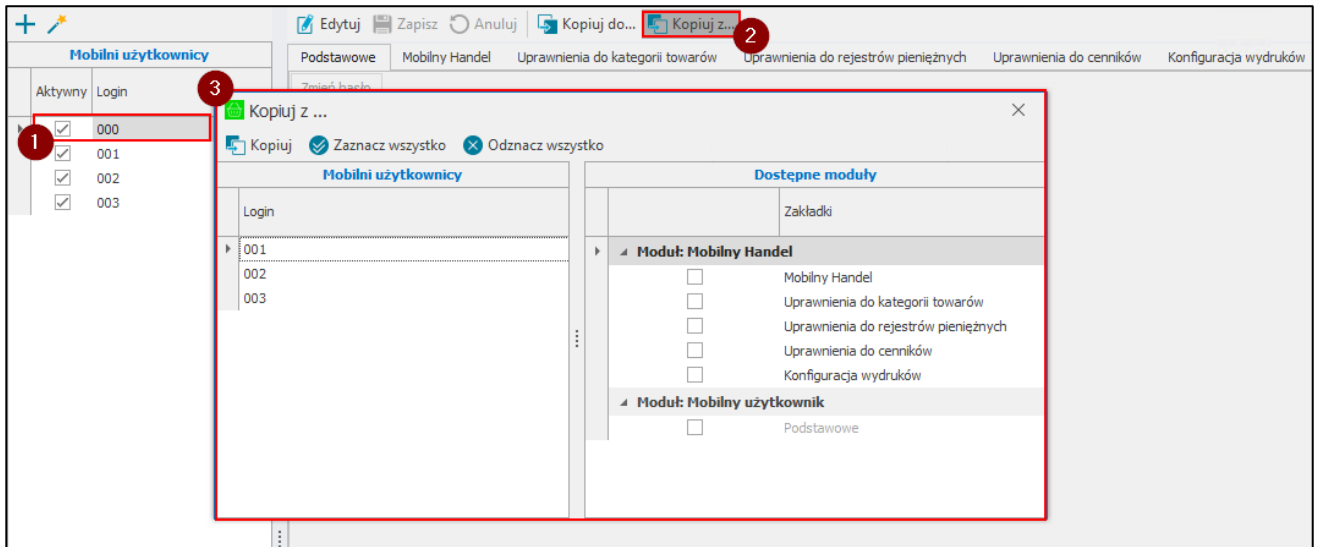 Edytuj Zapisz Anuluj Kopiuj do... Kopiuj z...
2
Mobilni użytkownicy
Podstawowe Mobilny Handel Uprawnienia do kategorii towarów Uprawnienia do rejestrów pieniężnych Uprawnienia do cenników Konfiguracja wydruków
Zmień hasło
Aktywny Login
3
1
000
001
002
003
Kopiuj z ...
Kopiuj Zaznacz wszystko Odznacz wszystko
Mobilni użytkownicy Dostępne moduły
Login Zakładki
001
002
003
Moduł: Mobilny Handel
Mobilny Handel
Uprawnienia do kategorii towarów
Uprawnienia do rejestrów pieniężnych
Uprawnienia do cenników
Konfiguracja wydruków
Moduł: Mobilny użytkownik
Podstawowe